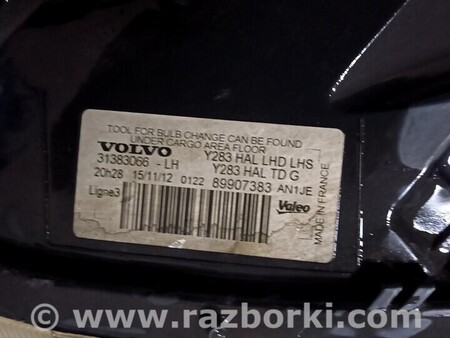 TOOL FOR BULB CHANGE CAN BE FOUND
UNDER CARGO AREA FLOOR
VOLVO
Y283 HAL LHD LHS
31383066 - LH
Y283 HAL TD G
20h28 15/11/12 0122 89907383 AN1JE
Ligne3
Valeo
MADE IN FRANCE
www.razborki.com